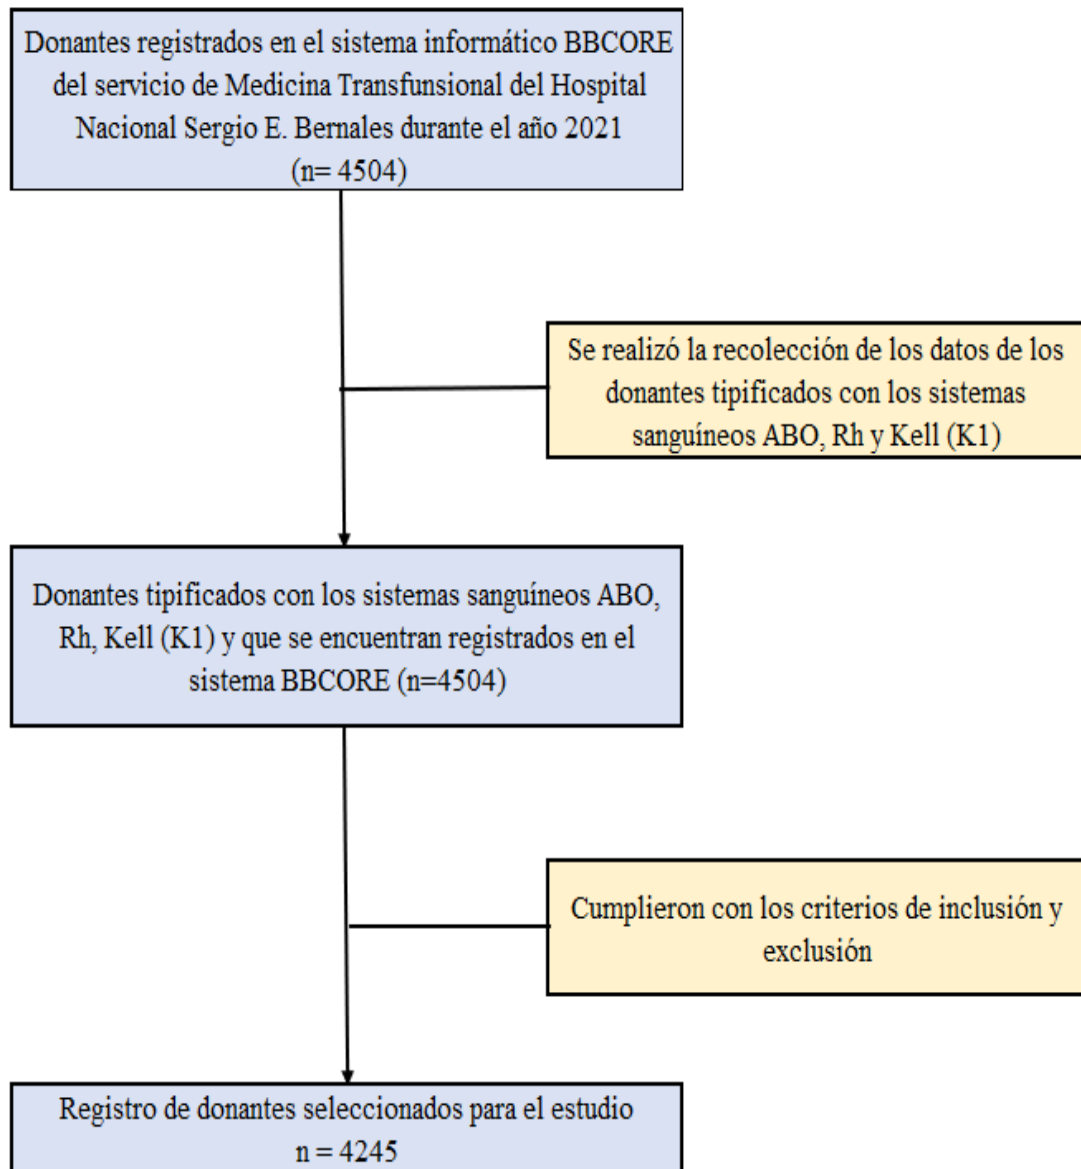 Donantes registrados en el sistema informático BBCORE
del servicio de Medicina Transfunsional del Hospital
Nacional Sergio E. Bernales durante el año 2021
(n= 4504)
Se realizó la recolección de los datos de los
donantes tipificados con los sistemas
sanguíneos ABO, Rh y Kell (K1)
Donantes tipificados con los sistemas sanguíneos ABO,
Rh, Kell (K1) y que se encuentran registrados en el
sistema BBCORE (n=4504)
Cumplieron con los criterios de inclusión y
exclusión
Registro de donantes seleccionados para el estudio
n = 4245